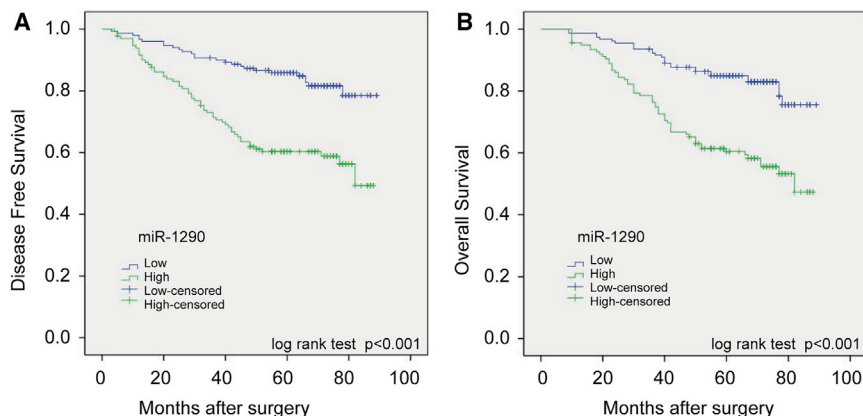 A
Disease Free Survival
1.0
0.8
0.6
0.4
0.2
0.0
miR-1290
Low
High
Low-censored
High-censored
log rank test p<0.001
0 20 40 60 80 100
Months after surgery
B
Overall Survival
1.0
0.8
0.6
0.4
0.2
0.0
miR-1290
Low
High
Low-censored
High-censored
log rank test p<0.001
0 20 40 60 80 100
Months after surgery